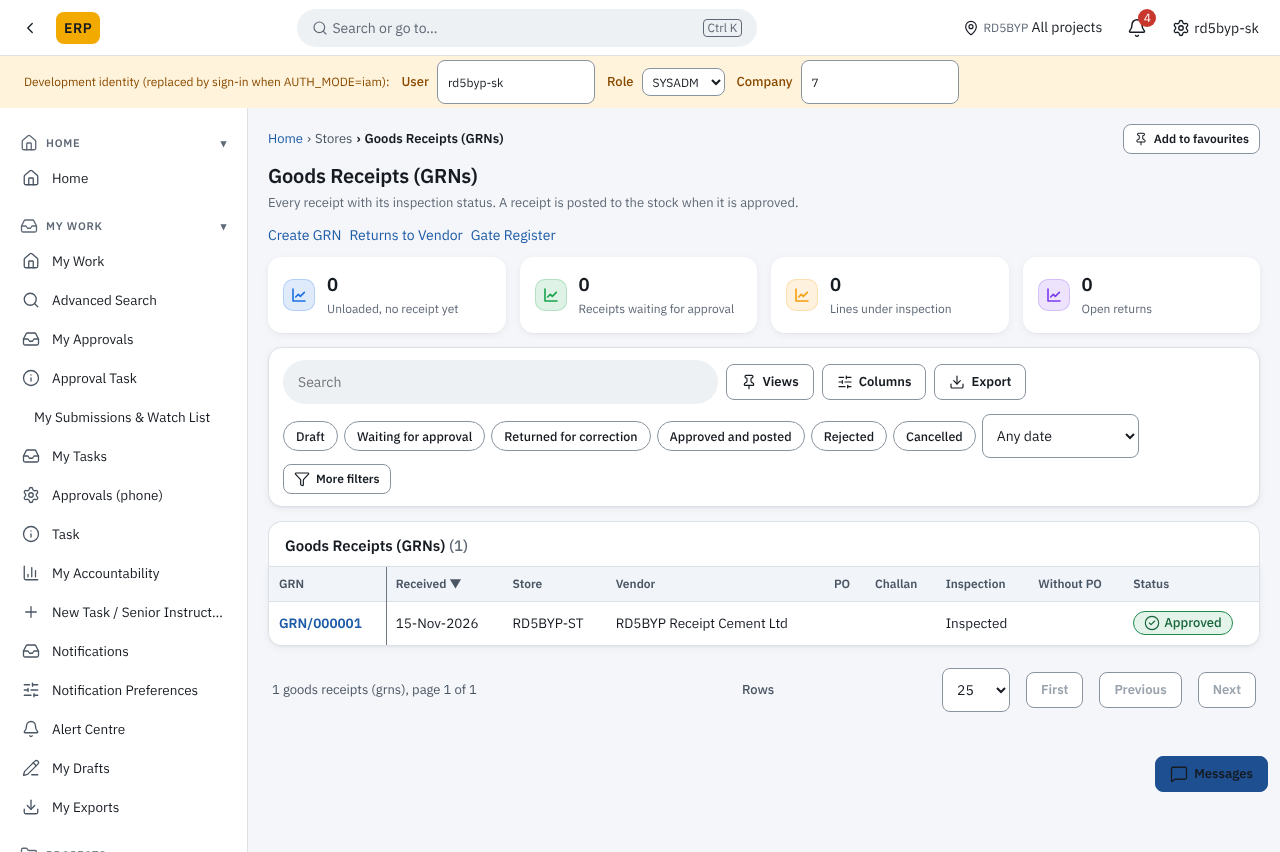 ERP
Search or go to...
Ctrl K
RD5BYP All projects
4
rd5byp-sk
Development identity (replaced by sign-in when AUTH_MODE=iam): User rd5byp-sk Role SYSADM Company 7
HOME
Home
MY WORK
My Work
Advanced Search
My Approvals
Approval Task
My Submissions & Watch List
My Tasks
Approvals (phone)
Task
My Accountability
New Task / Senior Instruct...
Notifications
Notification Preferences
Alert Centre
My Drafts
My Exports
Home › Stores › Goods Receipts (GRNs)
Add to favourites
Goods Receipts (GRNs)
Every receipt with its inspection status. A receipt is posted to the stock when it is approved.
Create GRN Returns to Vendor Gate Register
0
Unloaded, no receipt yet
0
Receipts waiting for approval
0
Lines under inspection
0
Open returns
Search
Views
Columns
Export
Draft
Waiting for approval
Returned for correction
Approved and posted
Rejected
Cancelled
Any date
More filters
Goods Receipts (GRNs) (1)
GRN Received ▼ Store Vendor PO Challan Inspection Without PO Status
GRN/000001 15-Nov-2026 RD5BYP-ST RD5BYP Receipt Cement Ltd Inspected Approved
1 goods receipts (grns), page 1 of 1
Rows
25
First
Previous
Next
Messages